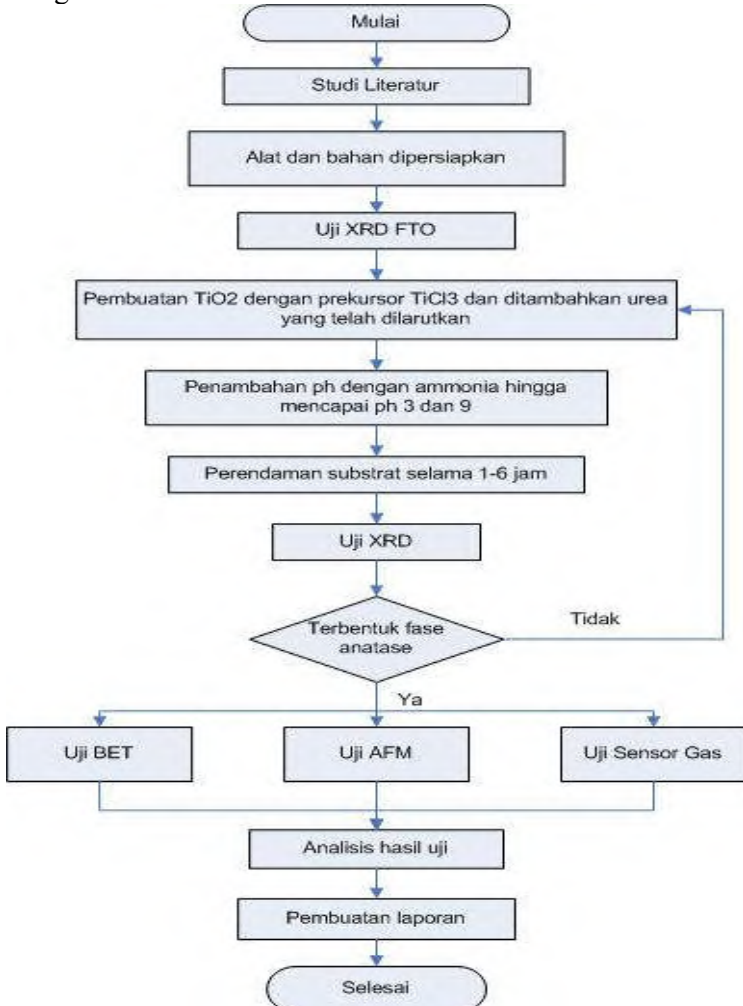 Mulai
Studi Literatur
Alat dan bahan dipersiapkan
Uji XRD FTO
Pembuatan TiO2 dengan prekursor TiCl3 dan ditambahkan urea
yang telah dilarutkan
Penambahan ph dengan ammonia hingga
mencapai ph 3 dan 9
Perendaman substrat selama 1-6 jam
Uji XRD
Terbentuk fase
anatase
Tidak
Ya
Uji BET
Uji AFM
Uji Sensor Gas
Analisis hasil uji
Pembuatan laporan
Selesai